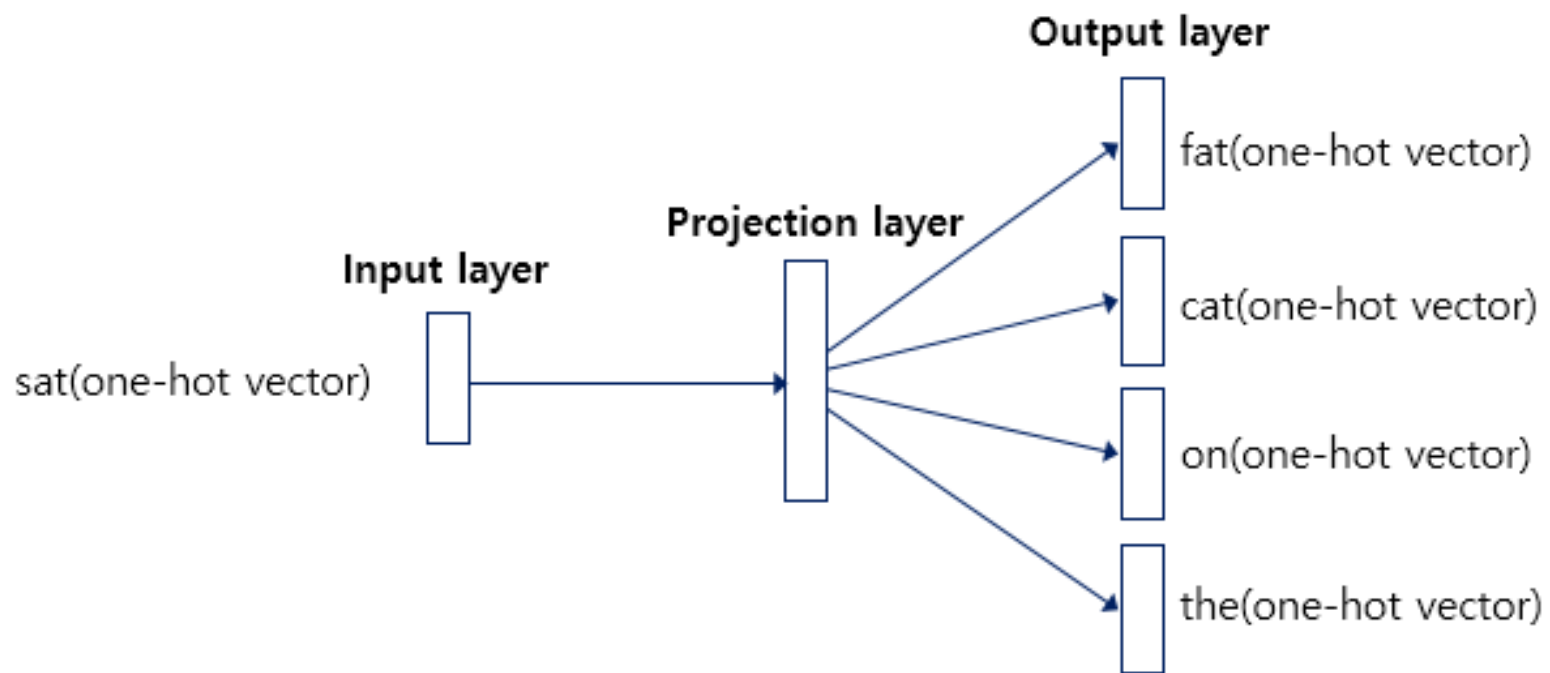 Output layer
fat(one-hot vector)
Projection layer
Input layer
cat(one-hot vector)
sat(one-hot vector)
on(one-hot vector)
the(one-hot vector)